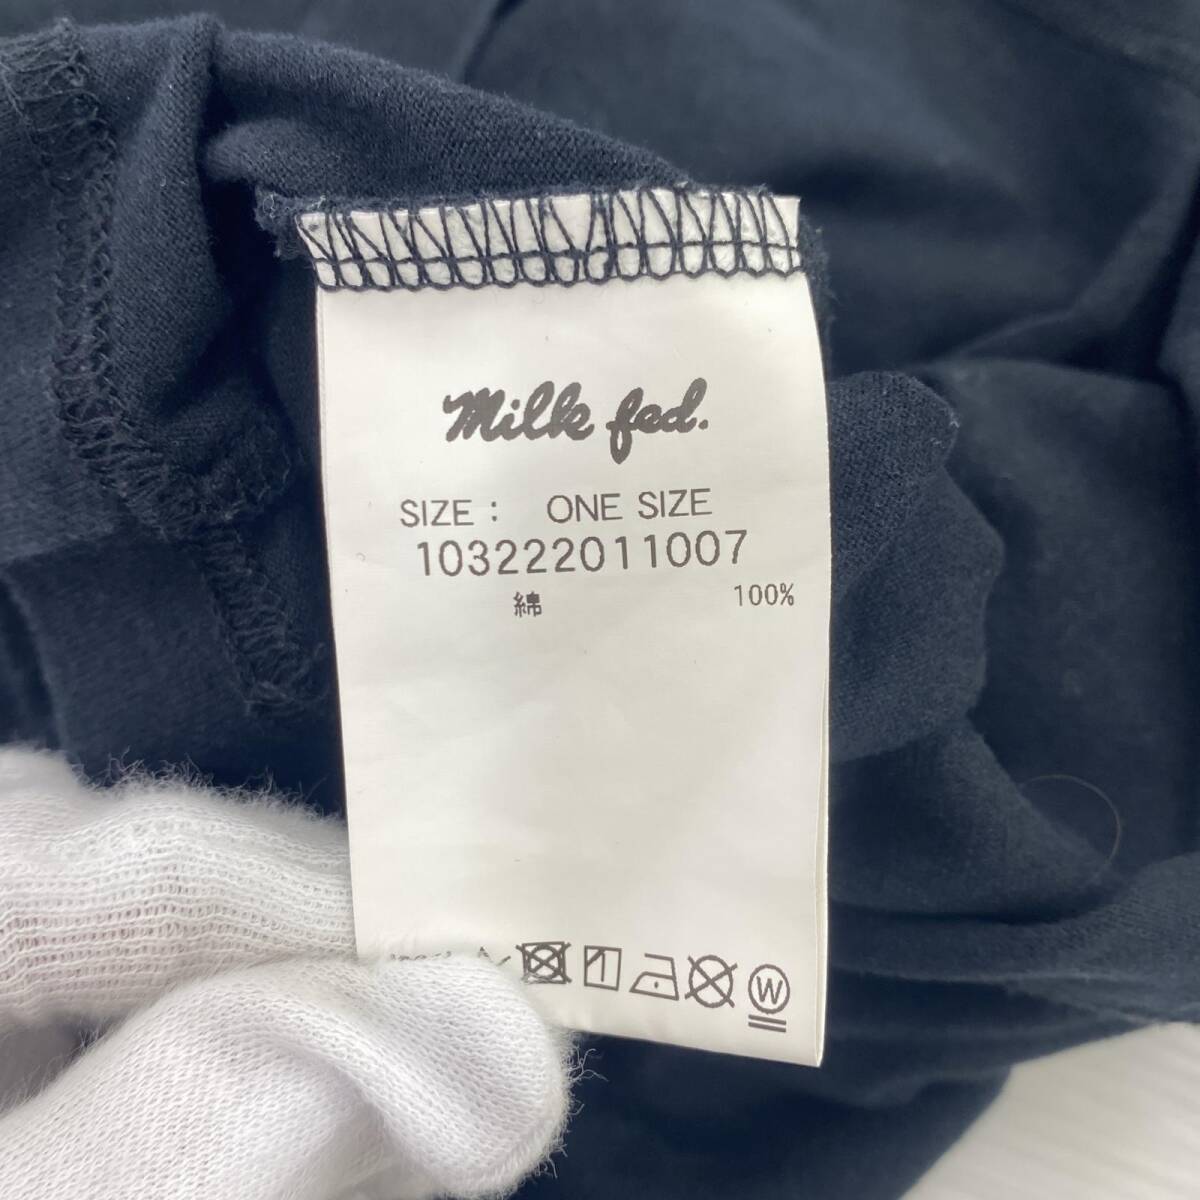 Milk fed.
SIZE : ONE SIZE
103222011007
綿 100%
W